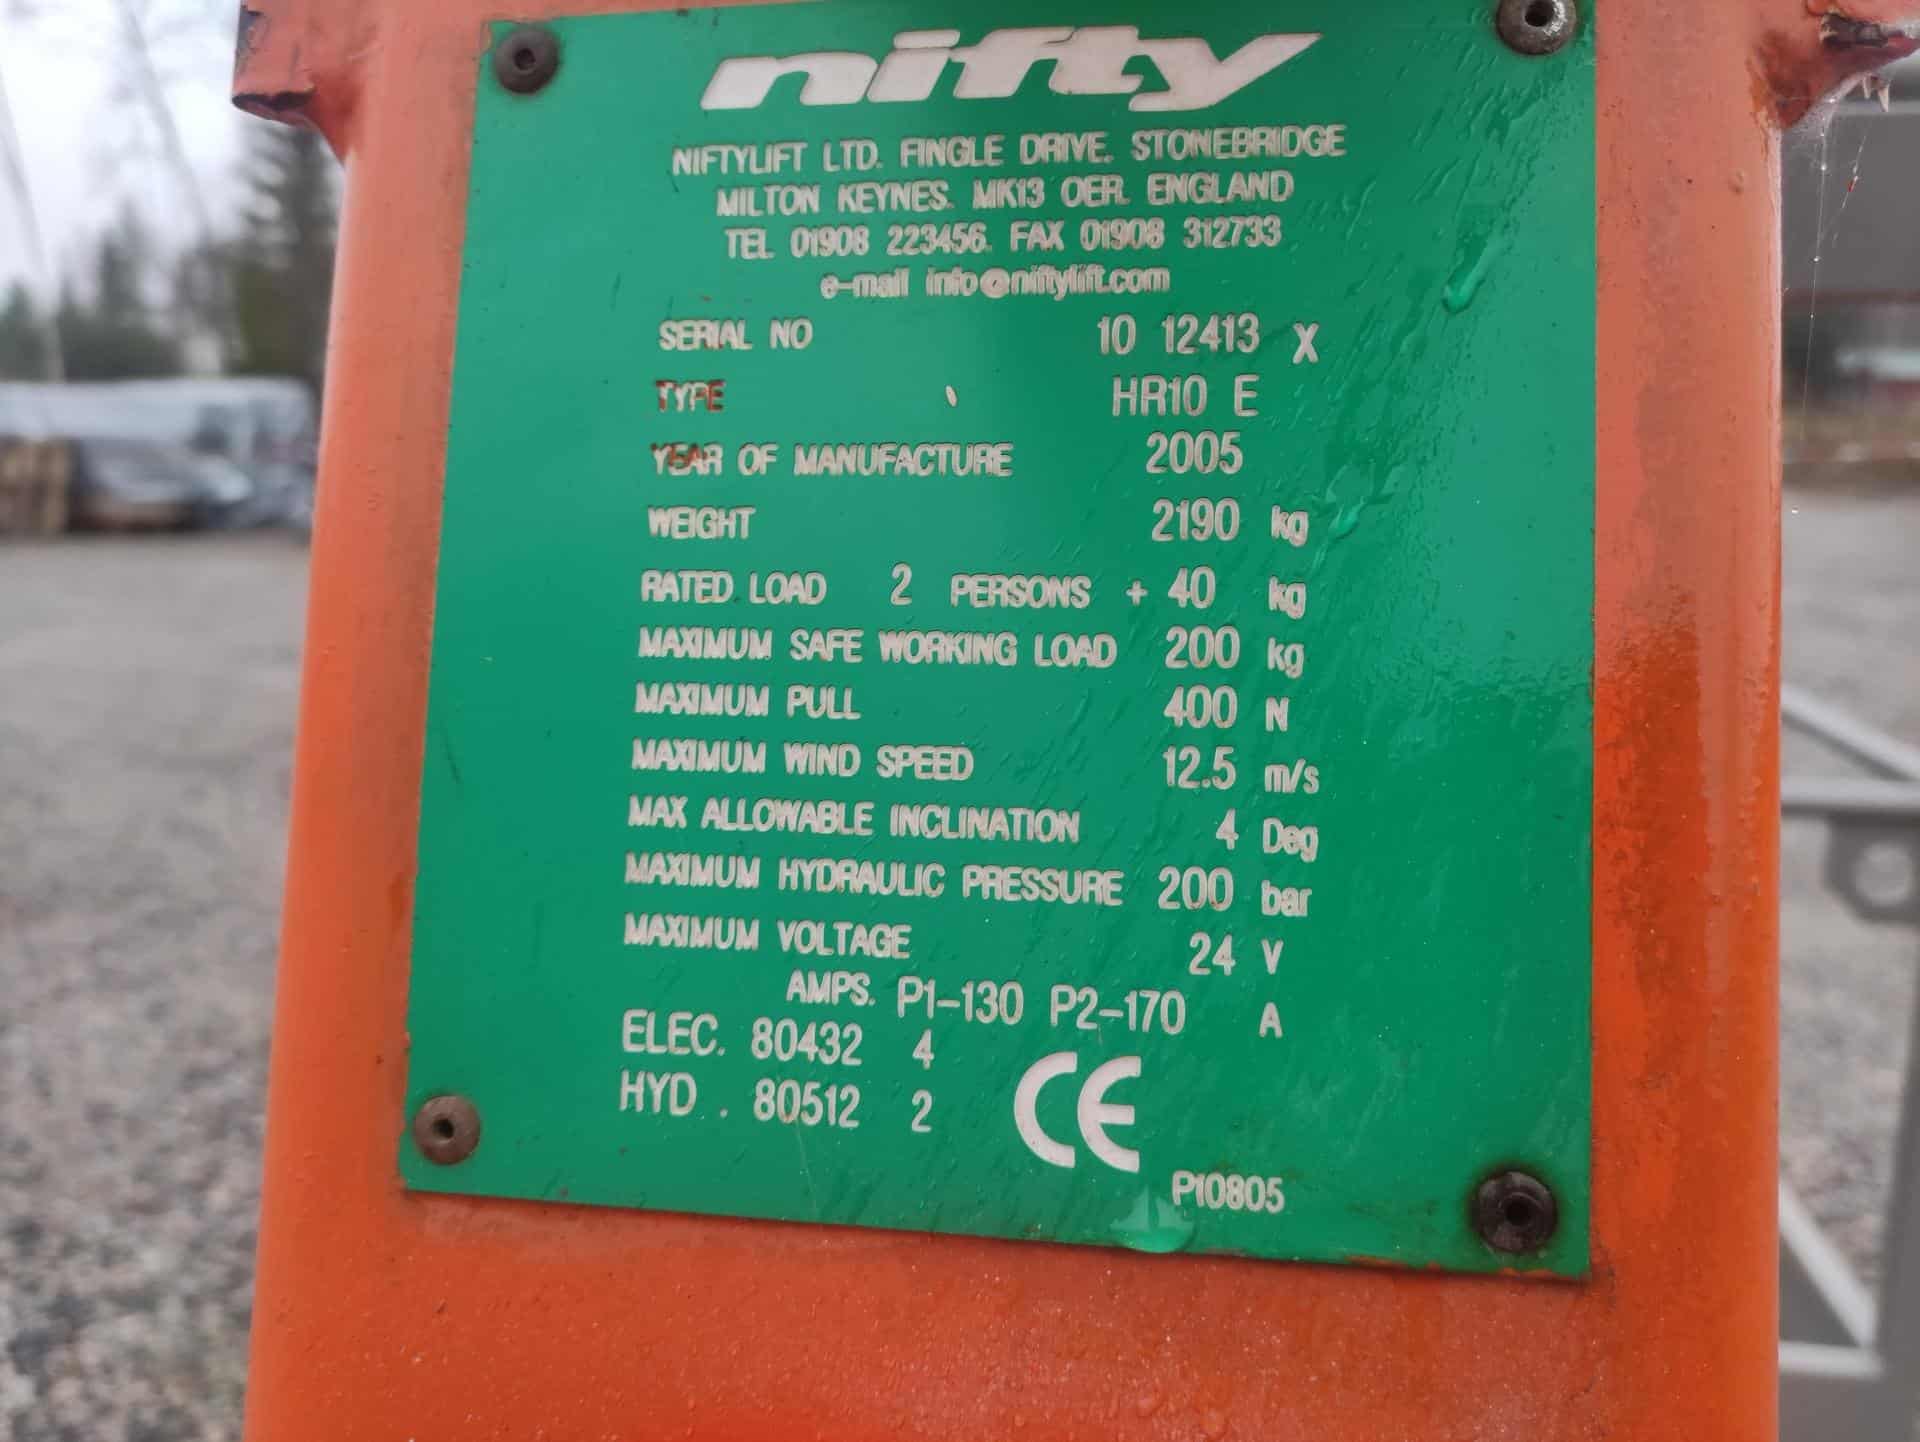 nifty
NIFTYLIFT LTD. FINGLE DRIVE. STONEBRIDGE
MILTON KEYNES. MK13 OER. ENGLAND
TEL 01908 223456. FAX 01908 312733
e-mail info@niftylift.com
SERIAL NO 10 12413 X
TYPE HR10 E
YEAR OF MANUFACTURE 2005
WEIGHT 2190 kg
RATED LOAD 2 PERSONS + 40 kg
MAXIMUM SAFE WORKING LOAD 200 kg
MAXIMUM PULL 400 N
MAXIMUM WIND SPEED 12.5 m/s
MAX ALLOWABLE INCLINATION 4 Deg
MAXIMUM HYDRAULIC PRESSURE 200 bar
MAXIMUM VOLTAGE 24 V
AMPS. P1-130 P2-170 A
ELEC. 80432 4
HYD . 80512 2
CE
P10805